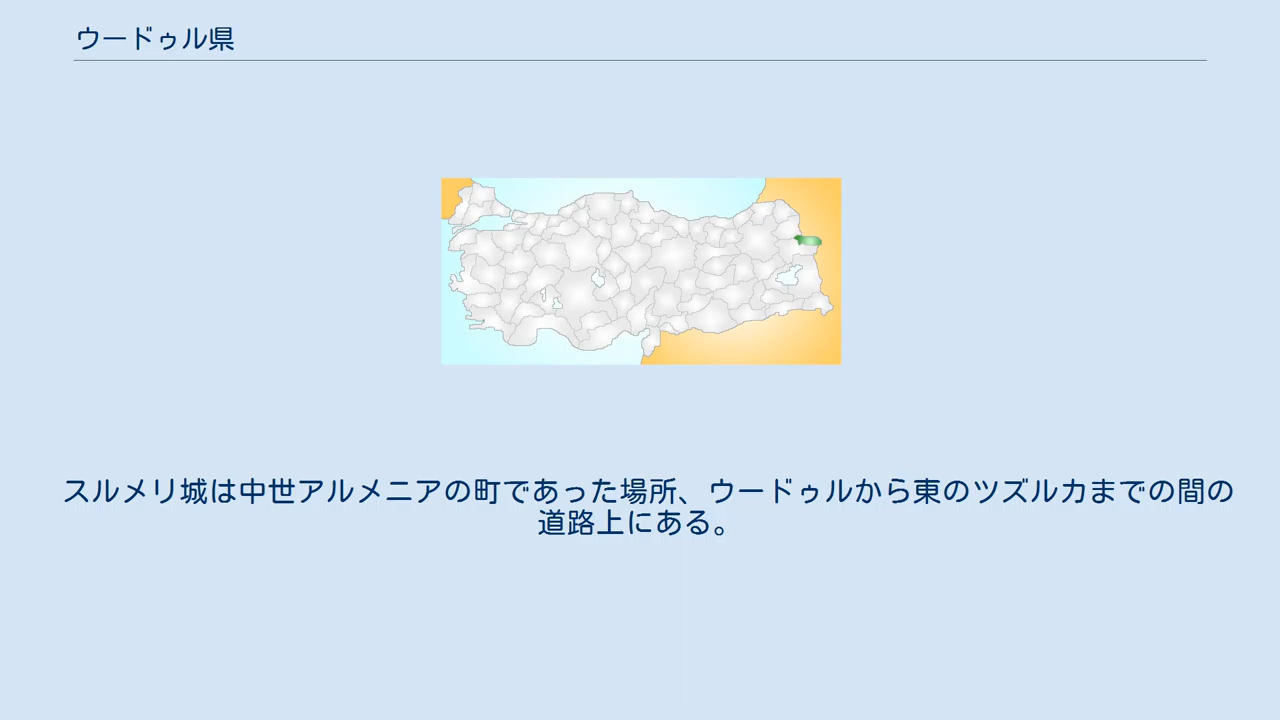 ウードゥル県
スルメリ城は中世アルメニアの町であった場所、ウードゥルから東のツズルカまでの間の
道路上にある。